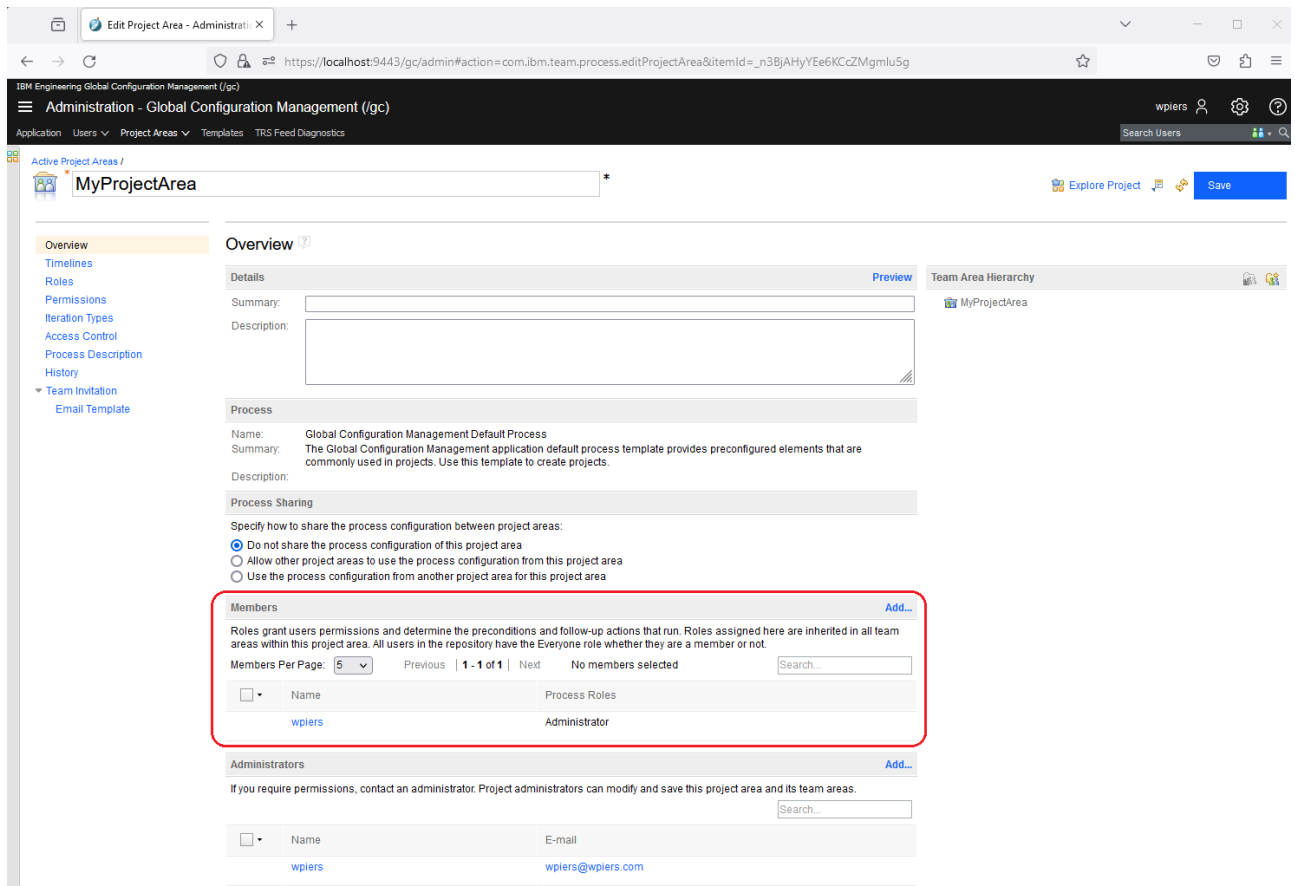 Edit Project Area - Administratio
https://localhost:9443/gc/admin#action=com.ibm.team.process.editProjectArea&itemId=_n3BjAHyYEe6KCcZMgmIu5g
IBM Engineering Global Configuration Management (/gc)
Administration - Global Configuration Management (/gc)
wpiers
Application Users Project Areas Templates TRS Feed Diagnostics
Search Users
Active Project Areas /
* MyProjectArea *
Explore Project
Save
Overview
Timelines
Roles
Permissions
Iteration Types
Access Control
Process Description
History
Team Invitation
Email Template
Overview ?
Details Preview
Summary:
Description:
Process
Name: Global Configuration Management Default Process
Summary: The Global Configuration Management application default process template provides preconfigured elements that are
commonly used in projects. Use this template to create projects.
Description:
Process Sharing
Specify how to share the process configuration between project areas:
Do not share the process configuration of this project area
Allow other project areas to use the process configuration from this project area
Use the process configuration from another project area for this project area
Members Add...
Roles grant users permissions and determine the preconditions and follow-up actions that run. Roles assigned here are inherited in all team
areas within this project area. All users in the repository have the Everyone role whether they are a member or not.
Members Per Page: 5 Previous | 1 - 1 of 1 | Next No members selected Search...
Name Process Roles
wpiers Administrator
Administrators Add...
If you require permissions, contact an administrator. Project administrators can modify and save this project area and its team areas.
Search...
Name E-mail
wpiers wpiers@wpiers.com
Team Area Hierarchy
MyProjectArea